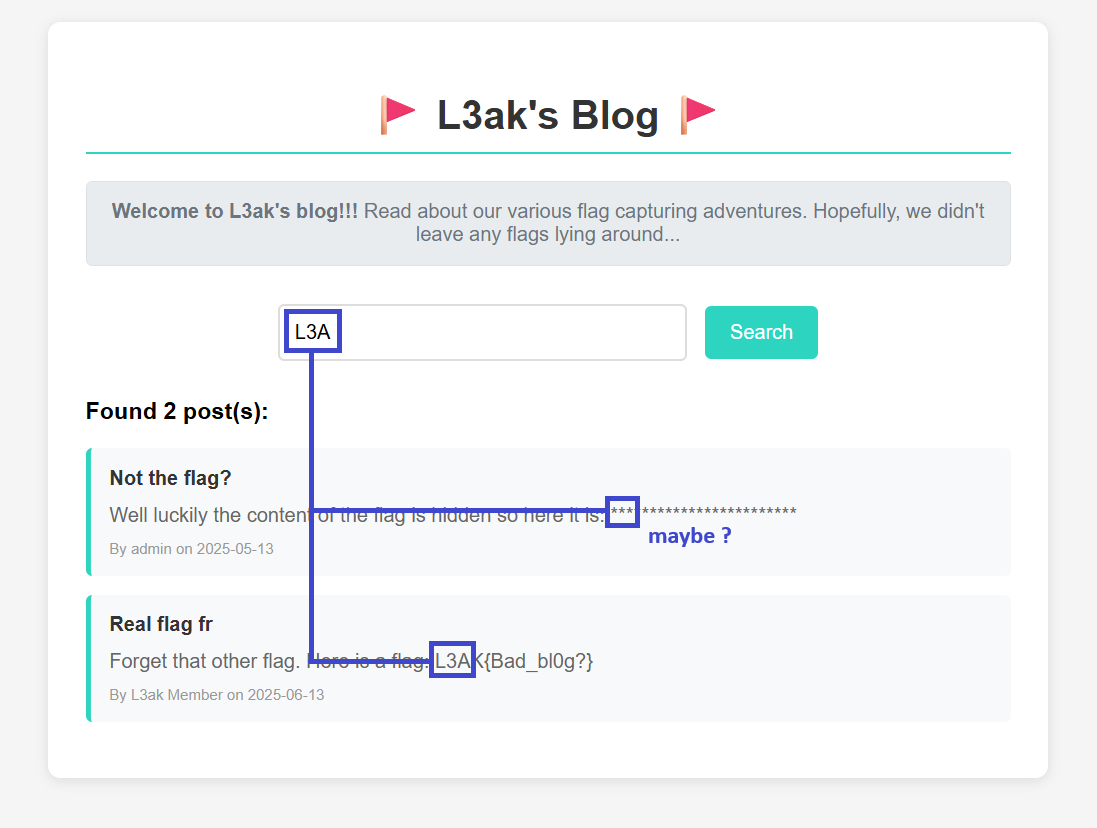 L3ak's Blog
Welcome to L3ak's blog!!! Read about our various flag capturing adventures. Hopefully, we didn't
leave any flags lying around...
L3A
Search
Found 2 post(s):
Not the flag?
Well luckily the content of the flag is hidden so here it is: ************************
maybe ?
By admin on 2025-05-13
Real flag fr
Forget that other flag. Here is a flag: L3AK{Bad_bl0g?}
By L3ak Member on 2025-06-13